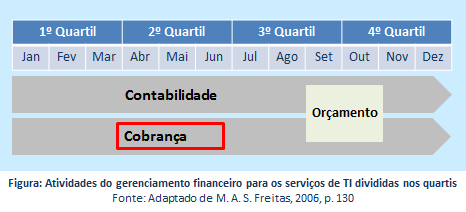 1º Quartil 2º Quartil 3º Quartil 4º Quartil
Jan Fev Mar Abr Mai Jun Jul Ago Set Out Nov Dez
Contabilidade
Orçamento
Cobrança
Figura: Atividades do gerenciamento financeiro para os serviços de TI divididas nos quartis
Fonte: Adaptado de M. A. S. Freitas, 2006, p. 130